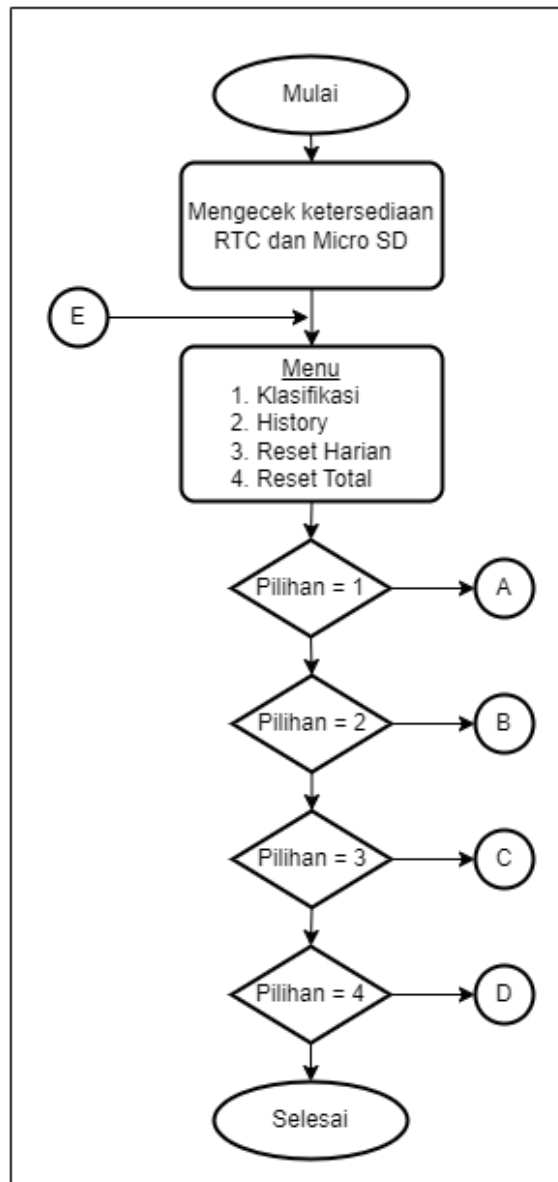 Mulai
Mengecek ketersediaan
RTC dan Micro SD
E
Menu
1. Klasifikasi
2. History
3. Reset Harian
4. Reset Total
Pilihan = 1
A
Pilihan = 2
B
Pilihan = 3
C
Pilihan = 4
D
Selesai